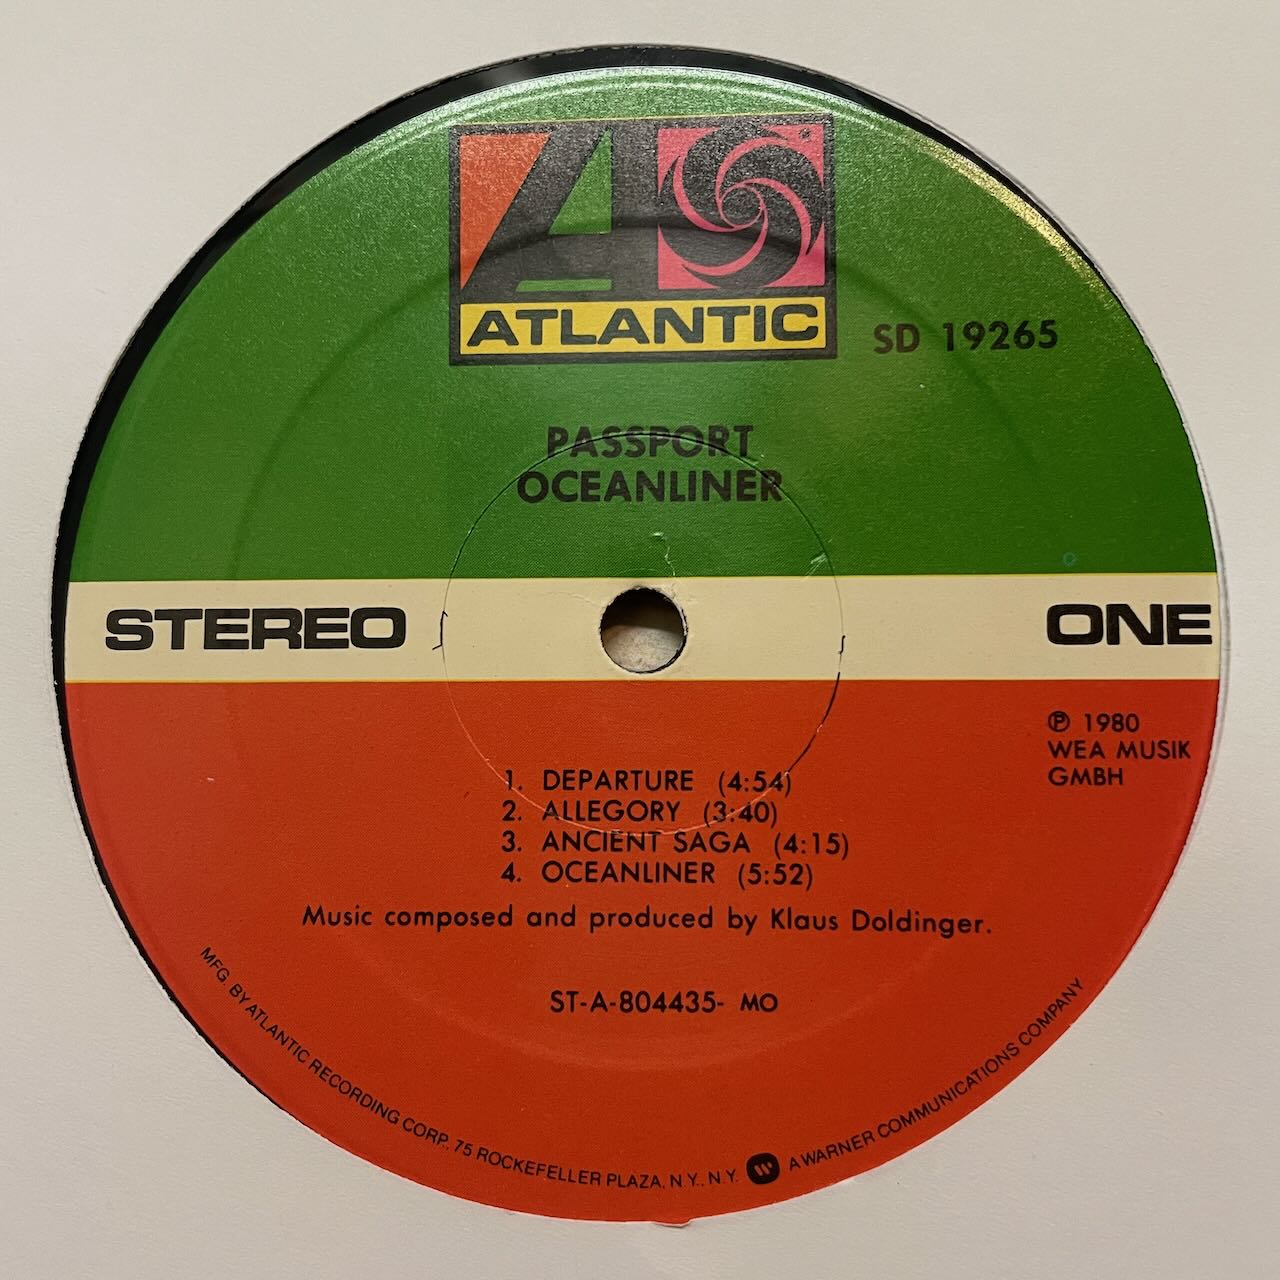 ATLANTIC
SD 19265
PASSPORT
OCEANLINER
STEREO
ONE
℗ 1980
WEA MUSIK
GMBH
1. DEPARTURE (4:54)
2. ALLEGORY (3:40)
3. ANCIENT SAGA (4:15)
4. OCEANLINER (5:52)
Music composed and produced by Klaus Doldinger.
ST-A-804435- MO
MFG. BY ATLANTIC RECORDING CORP., 75 ROCKEFELLER PLAZA, N.Y., N.Y. A WARNER COMMUNICATIONS COMPANY